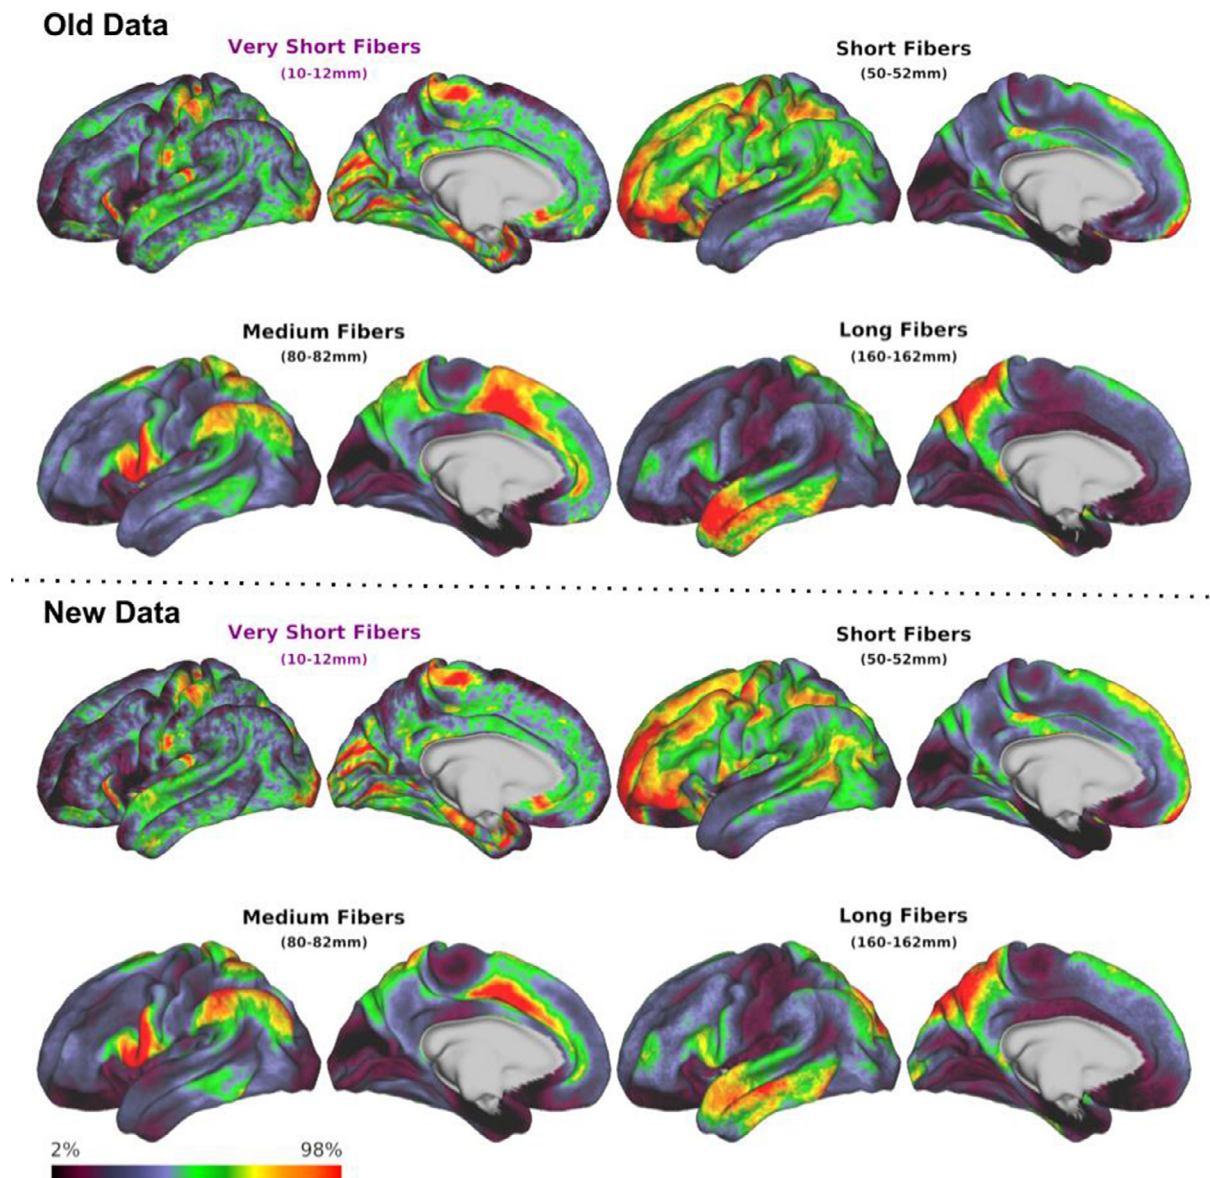 Old Data
Very Short Fibers
(10-12mm)
Short Fibers
(50-52mm)
Medium Fibers
(80-82mm)
Long Fibers
(160-162mm)
New Data
Very Short Fibers
(10-12mm)
Short Fibers
(50-52mm)
Medium Fibers
(80-82mm)
Long Fibers
(160-162mm)
2% 98%